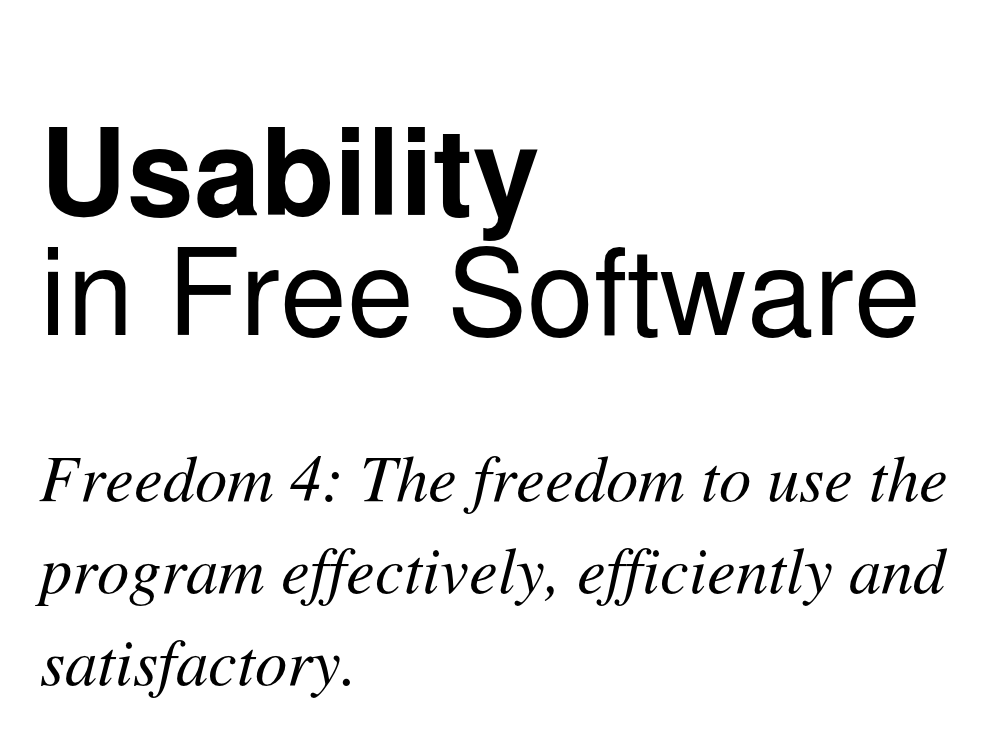 Usability
in Free Software
Freedom 4: The freedom to use the
program effectively, efficiently and
satisfactory.